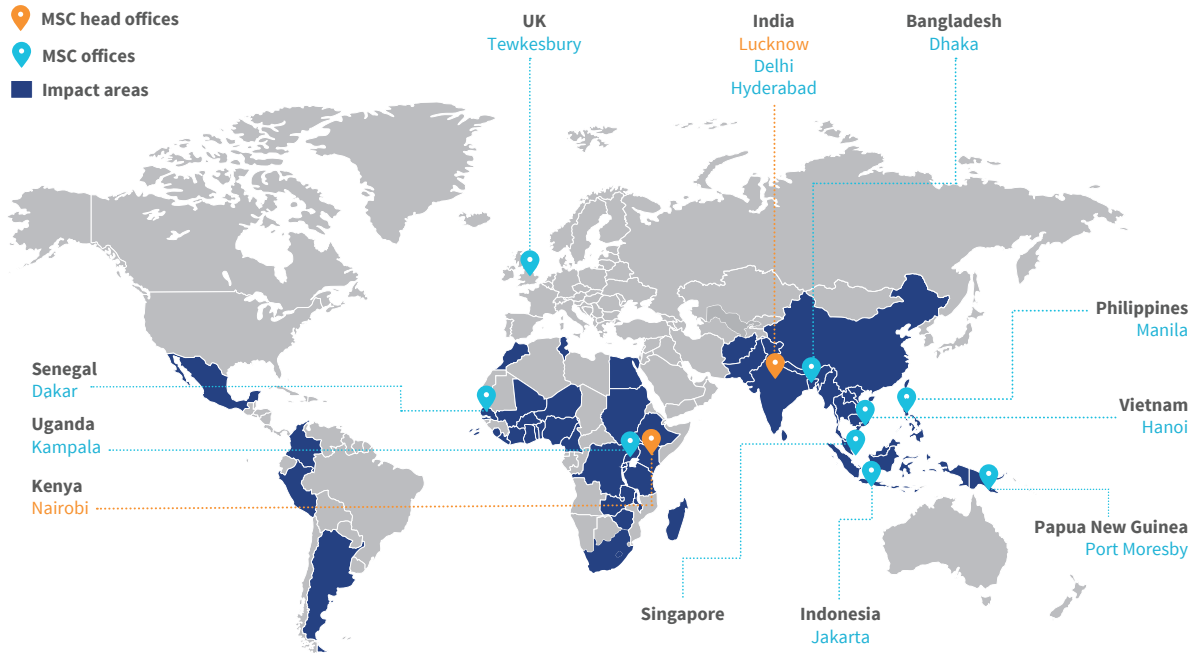 MSC head offices
MSC offices
Impact areas
UK
Tewkesbury
India
Lucknow
Delhi
Hyderabad
Bangladesh
Dhaka
Philippines
Manila
Vietnam
Hanoi
Papua New Guinea
Port Moresby
Senegal
Dakar
Uganda
Kampala
Kenya
Nairobi
Singapore
Indonesia
Jakarta